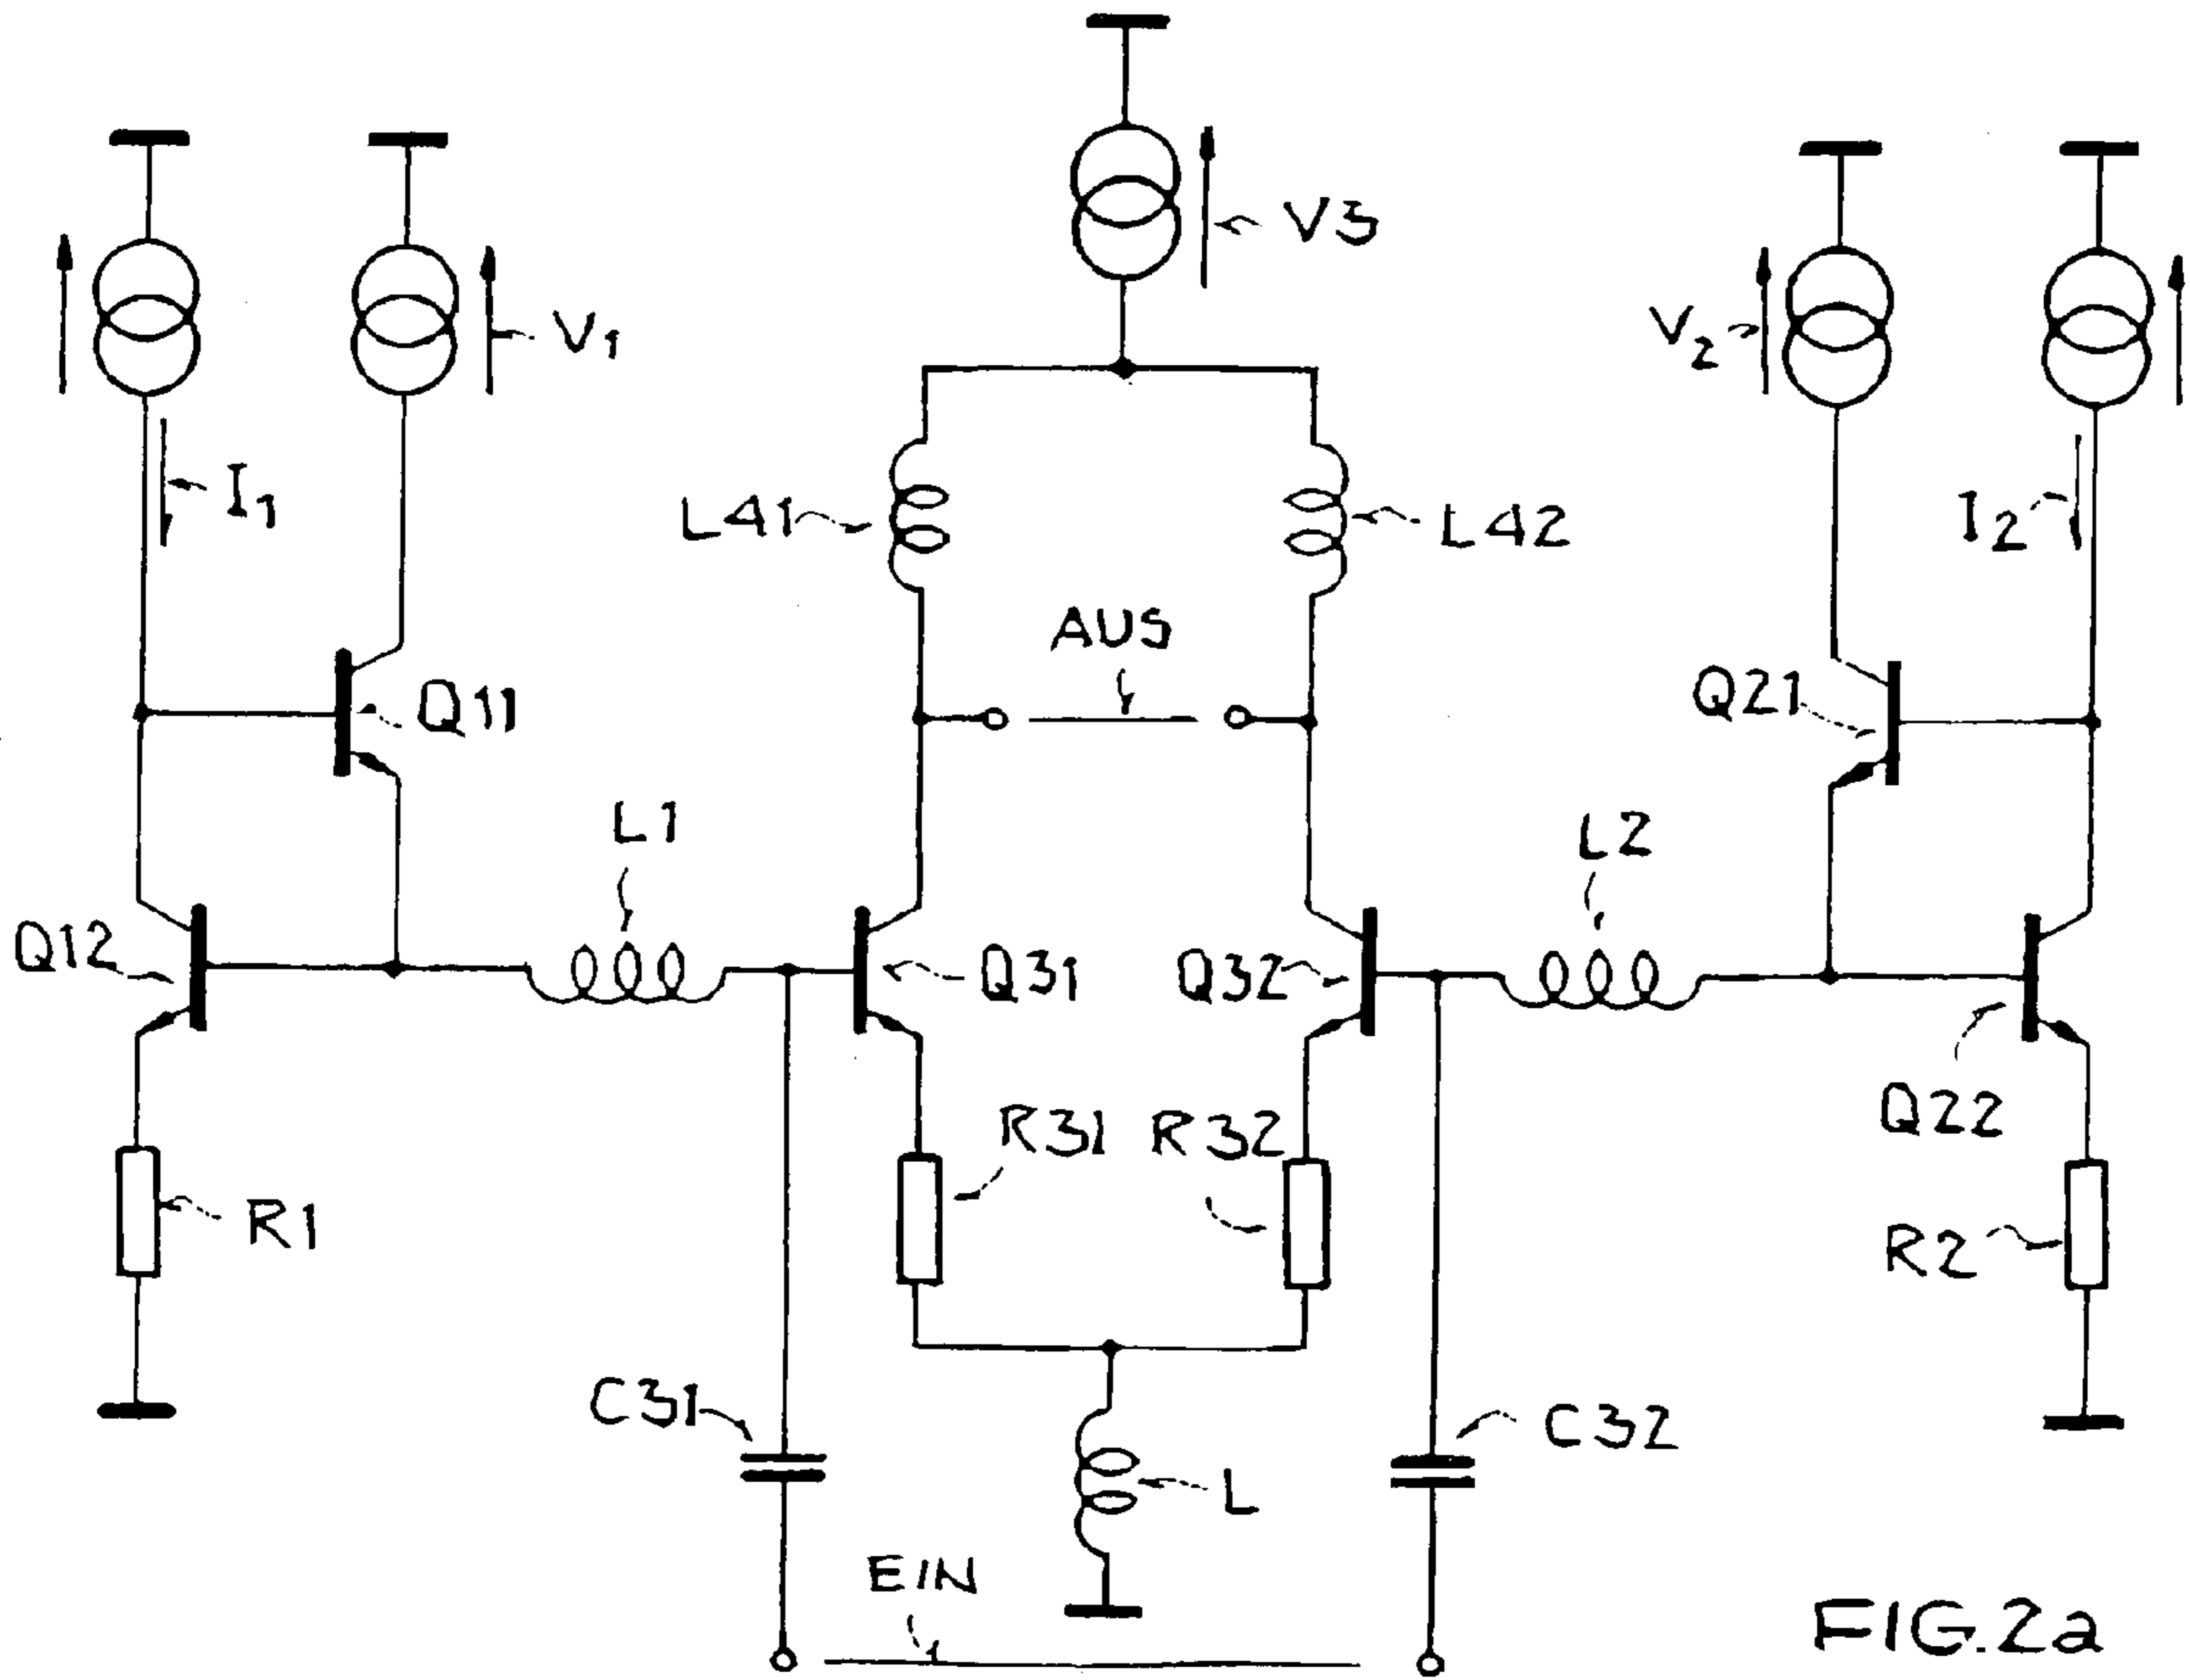 V3
V1
V2
I1
L41
L42
I2
AUS
Q11
Q21
L1
L2
Q12
Q31
Q32
Q22
R31
R32
R1
R2
C31
C32
L
EIN
FIG.2a